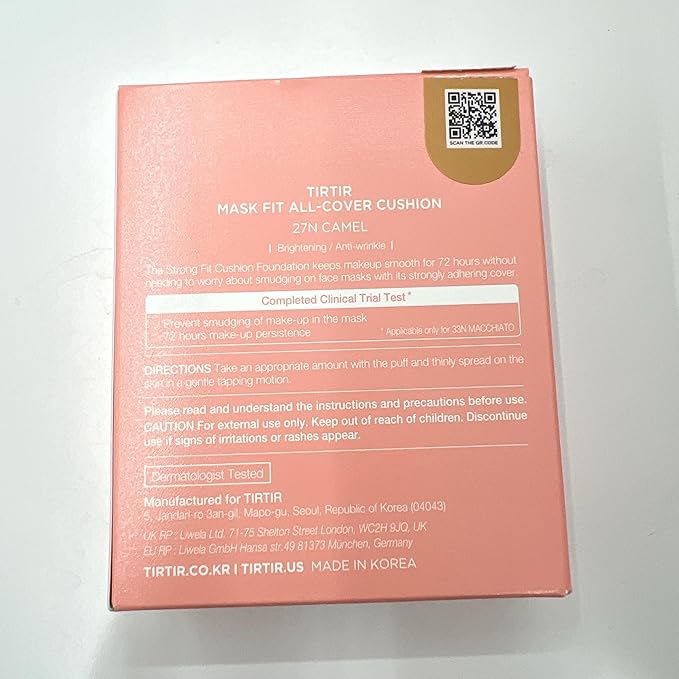 SCAN THE QR CODE
TIRTIR
MASK FIT ALL-COVER CUSHION
27N CAMEL
| Brightening / Anti-wrinkle |
The Strong Fit Cushion Foundation keeps makeup smooth for 72 hours without
needing to worry about smudging on face masks with its strongly adhering cover.
Completed Clinical Trial Test*
Prevent smudging of make-up in the mask
72 hours make-up persistence
* Applicable only for 33N MACCHIATO
DIRECTIONS Take an appropriate amount with the puff and thinly spread on the
skin in a gentle tapping motion.
Please read and understand the instructions and precautions before use.
CAUTION For external use only. Keep out of reach of children. Discontinue
use if signs of irritations or rashes appear.
Dermatologist Tested
Manufactured for TIRTIR
5, Jandari-ro 3an-gil, Mapo-gu, Seoul, Republic of Korea (04043)
UK RP : Liwela Ltd. 71-75 Shelton Street London, WC2H 9JQ, UK
EU RP : Liwela GmbH Hansa str.49 81373 München, Germany
TIRTIR.CO.KR | TIRTIR.US MADE IN KOREA